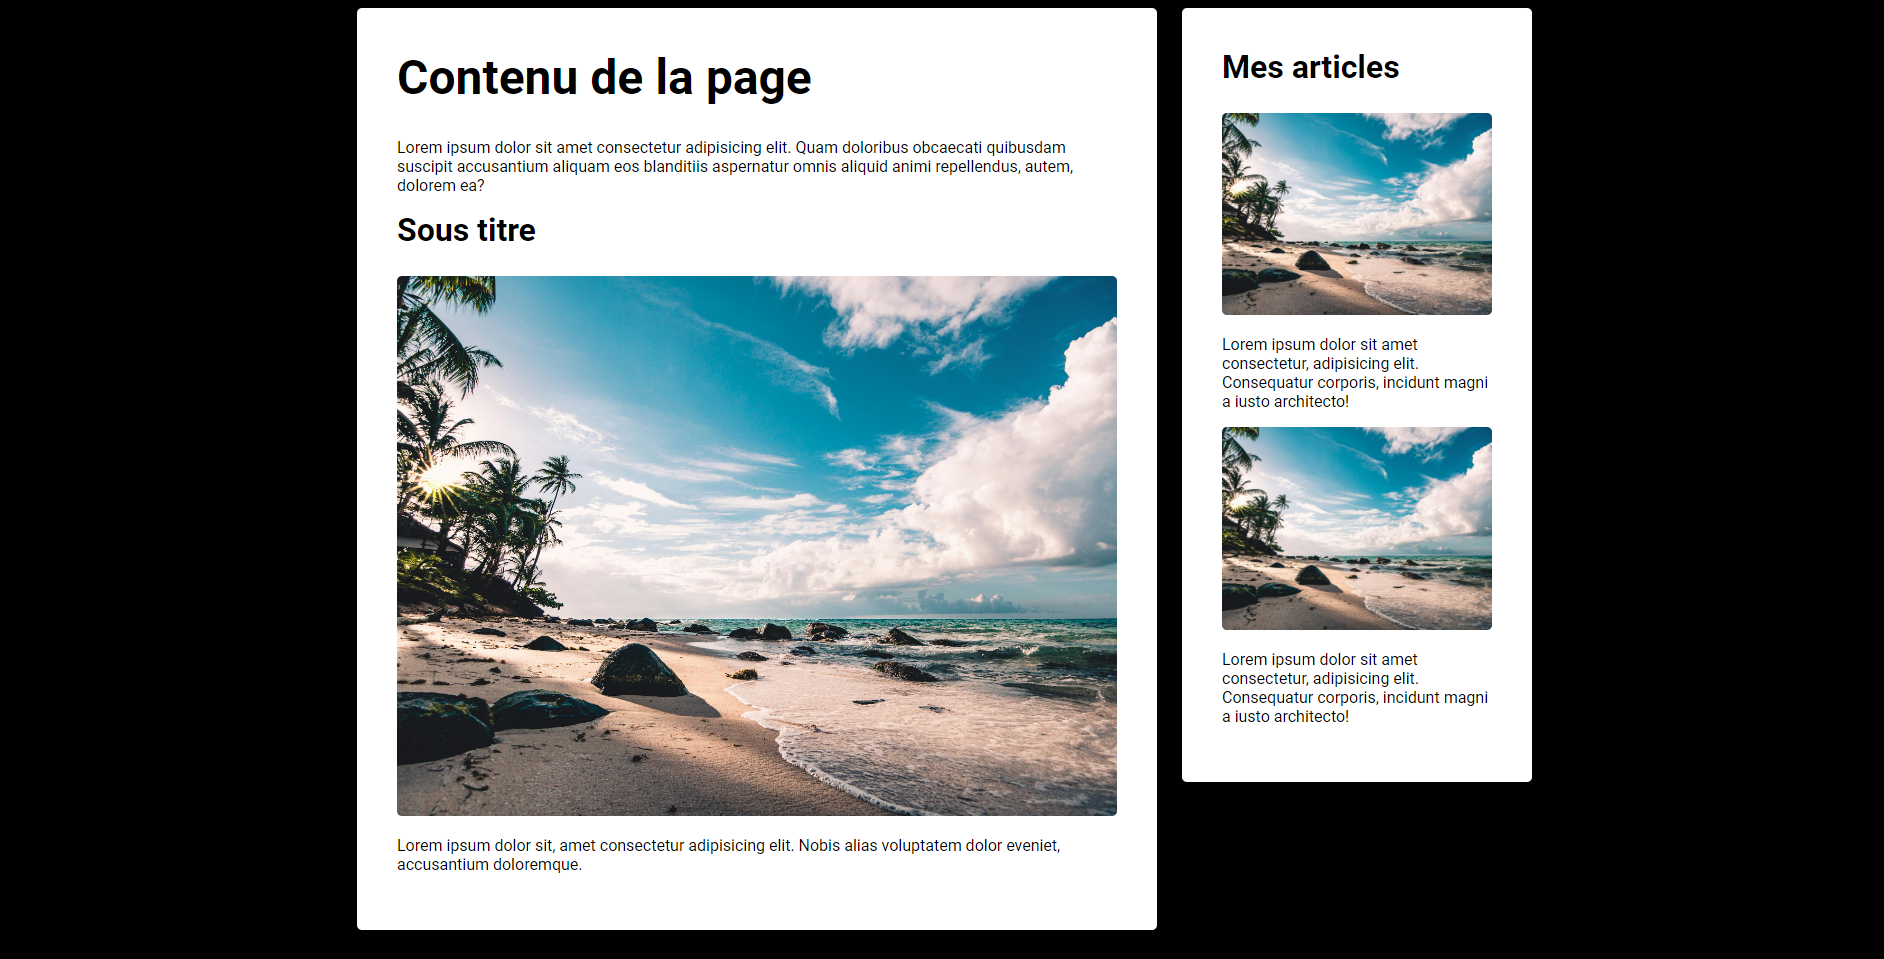 Contenu de la page
Lorem ipsum dolor sit amet consectetur adipisicing elit. Quam doloribus obcaecati quibusdam
suscipit accusantium aliquam eos blanditiis aspernatur omnis aliquid animi repellendus, autem,
dolorem ea?
Sous titre
Lorem ipsum dolor sit, amet consectetur adipisicing elit. Nobis alias voluptatem dolor eveniet,
accusantium doloremque.
Mes articles
Lorem ipsum dolor sit amet
consectetur, adipisicing elit.
Consequatur corporis, incidunt magni
a iusto architecto!
Lorem ipsum dolor sit amet
consectetur, adipisicing elit.
Consequatur corporis, incidunt magni
a iusto architecto!